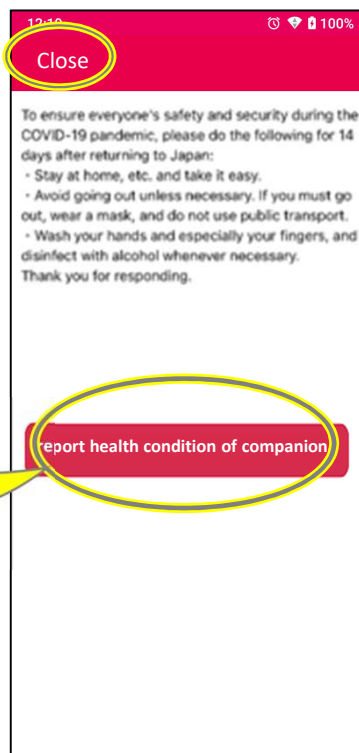 12:10 100%
Close
To ensure everyone's safety and security during the
COVID-19 pandemic, please do the following for 14
days after returning to Japan:
・Stay at home, etc. and take it easy.
・Avoid going out unless necessary. If you must go
out, wear a mask, and do not use public transport.
・Wash your hands and especially your fingers, and
disinfect with alcohol whenever necessary.
Thank you for responding.
report health condition of companion